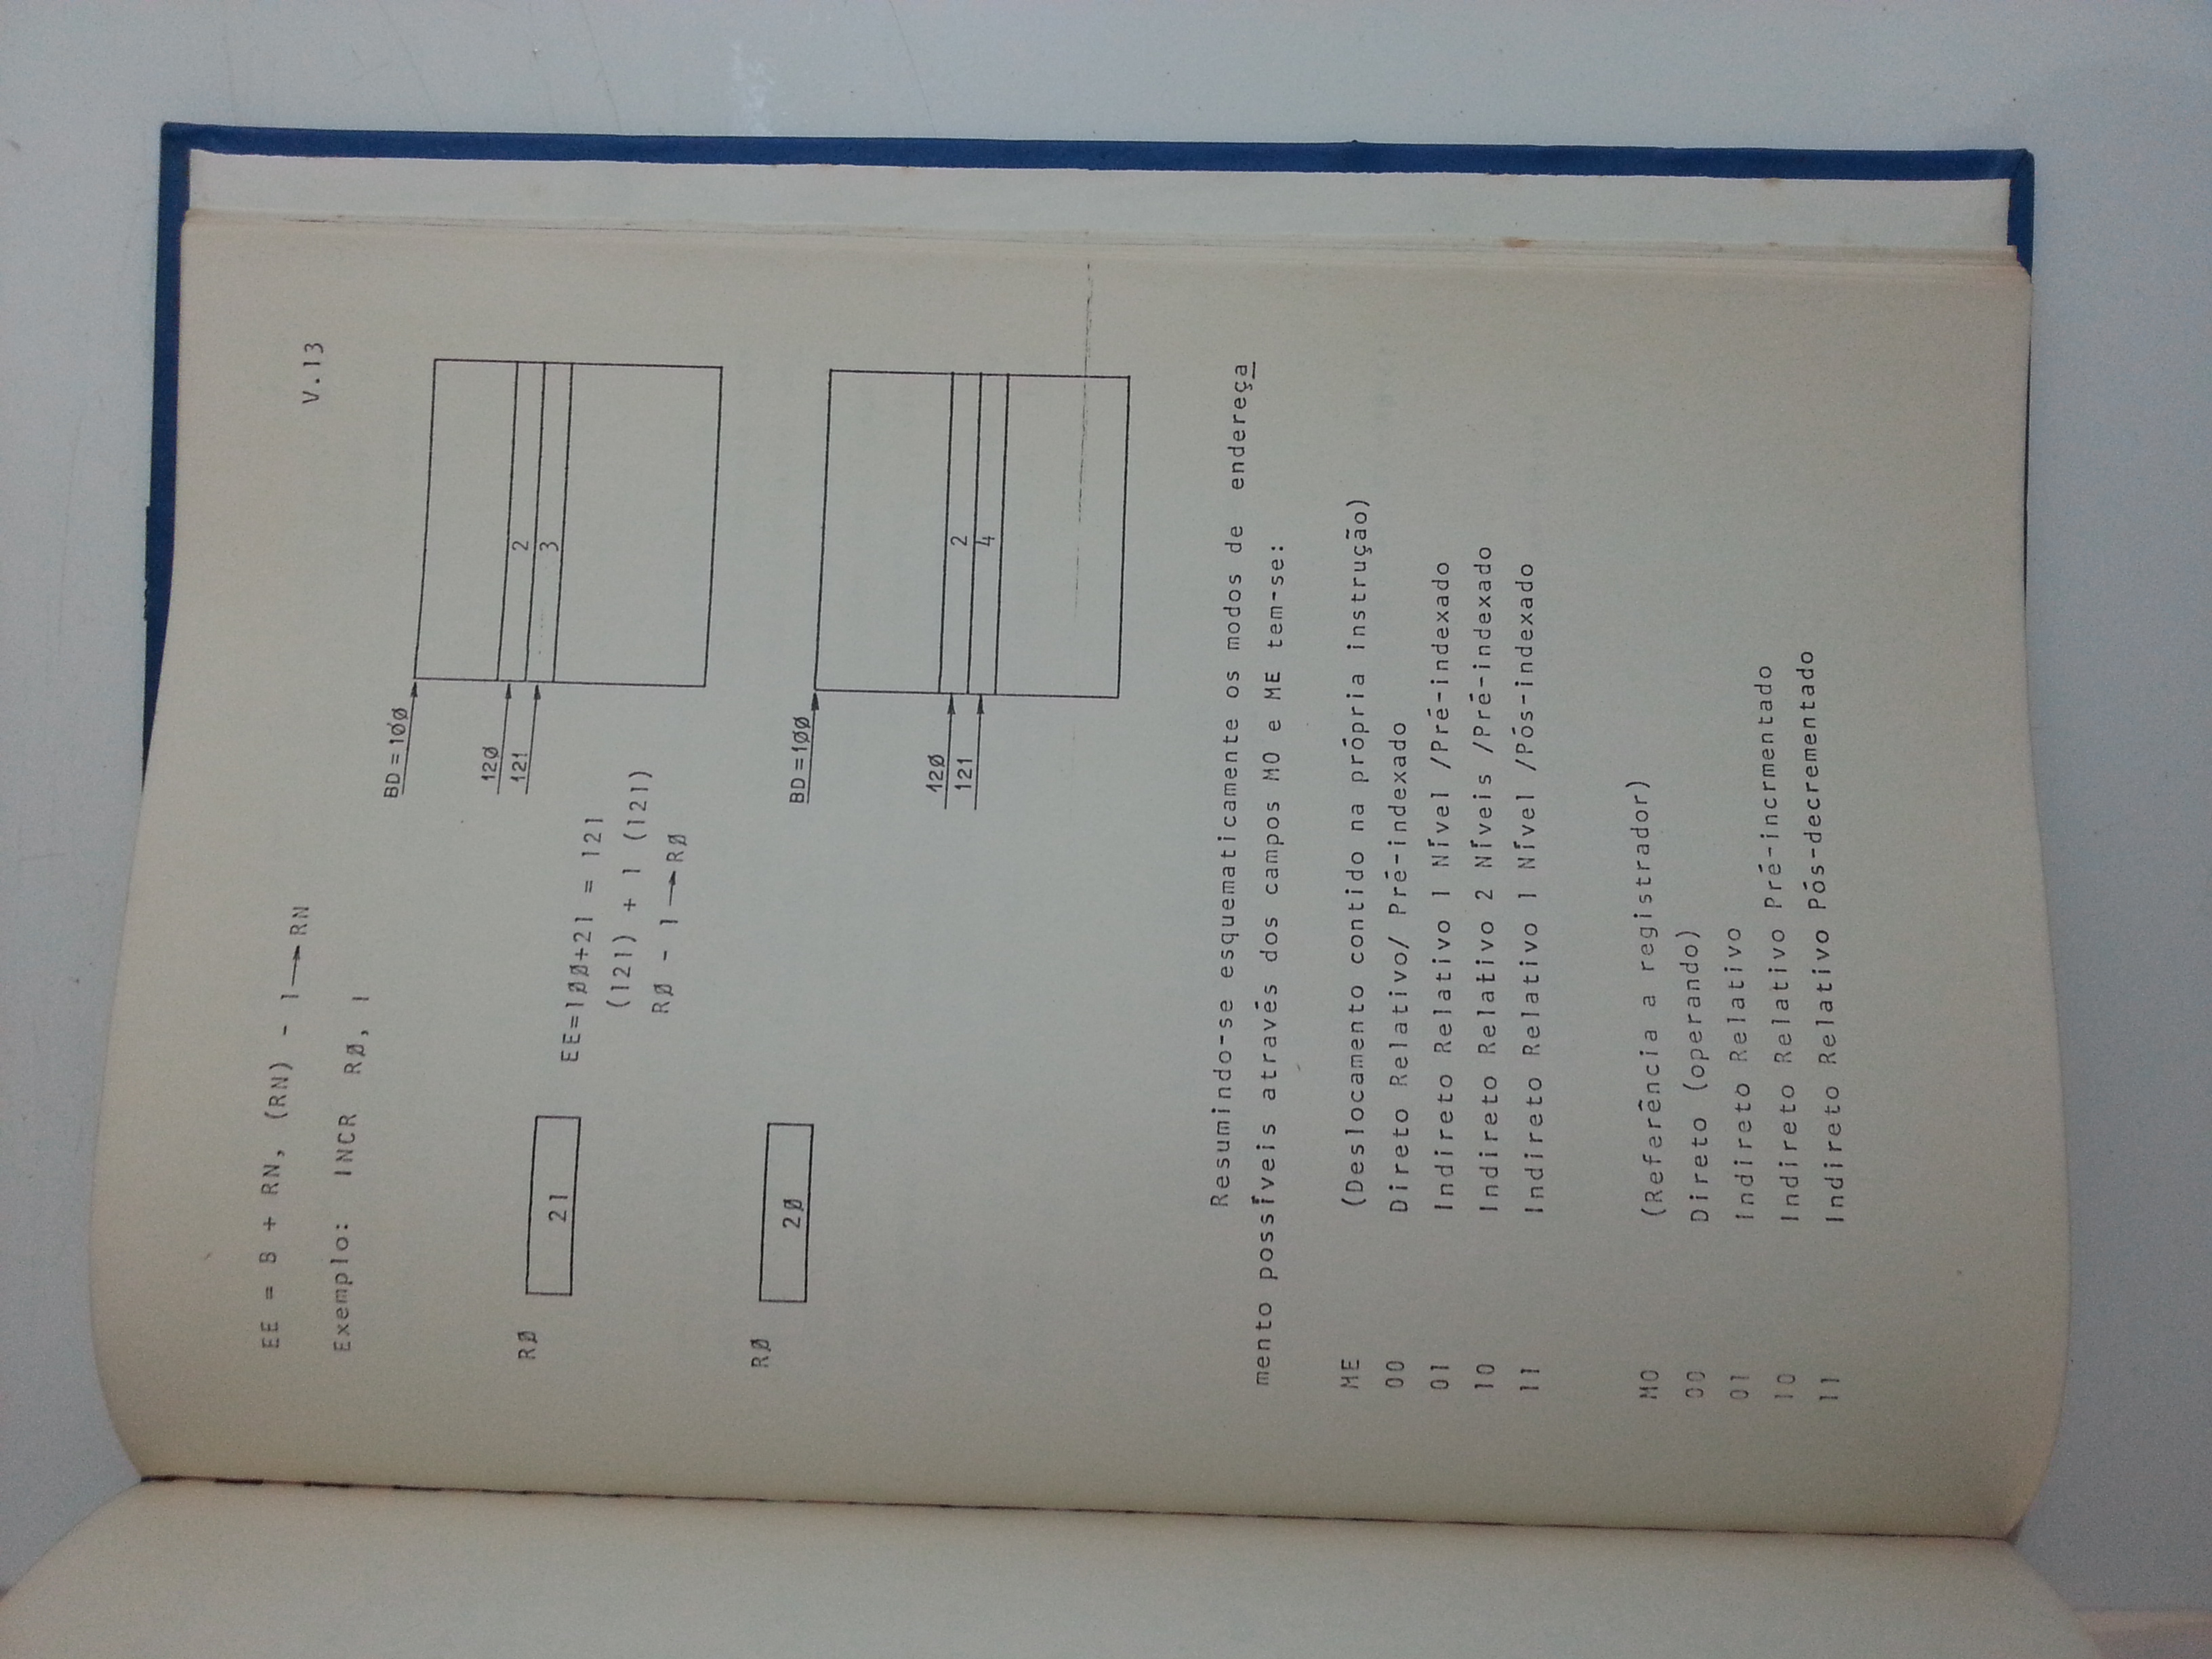 V.13
EE = B + RN, (RN) - 1 → RN
Exemplo: INCR RØ, 1
BD = 1ØØ
RØ
21
12Ø
121
2
3
EE=1ØØ+21 = 121
(121) + 1 (121)
RØ - 1 → RØ
BD = 1ØØ
RØ
2Ø
12Ø
121
2
4
Resumindo-se esquematicamente os modos de endereça
mento possíveis através dos campos MO e ME tem-se:
ME (Deslocamento contido na própria instrução)
00 Direto Relativo/ Pré-indexado
01 Indireto Relativo 1 Nível /Pré-indexado
10 Indireto Relativo 2 Níveis /Pré-indexado
11 Indireto Relativo 1 Nível /Pós-indexado
MO (Referência a registrador)
00 Direto (operando)
01 Indireto Relativo
10 Indireto Relativo Pré-incrmentado
11 Indireto Relativo Pós-decrementado